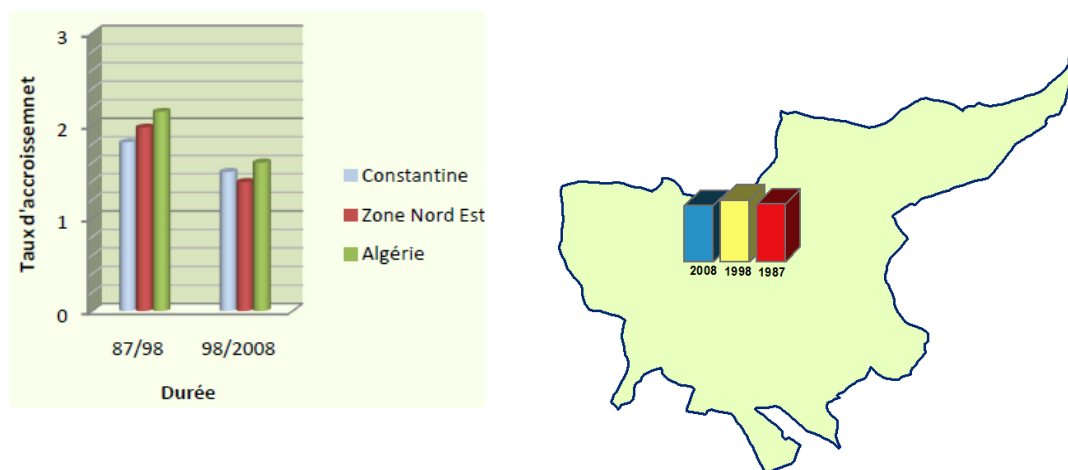 3
2
1
0
Taux d'accroissemnet
87/98
98/2008
Durée
Constantine
Zone Nord Est
Algérie
2008
1998
1987